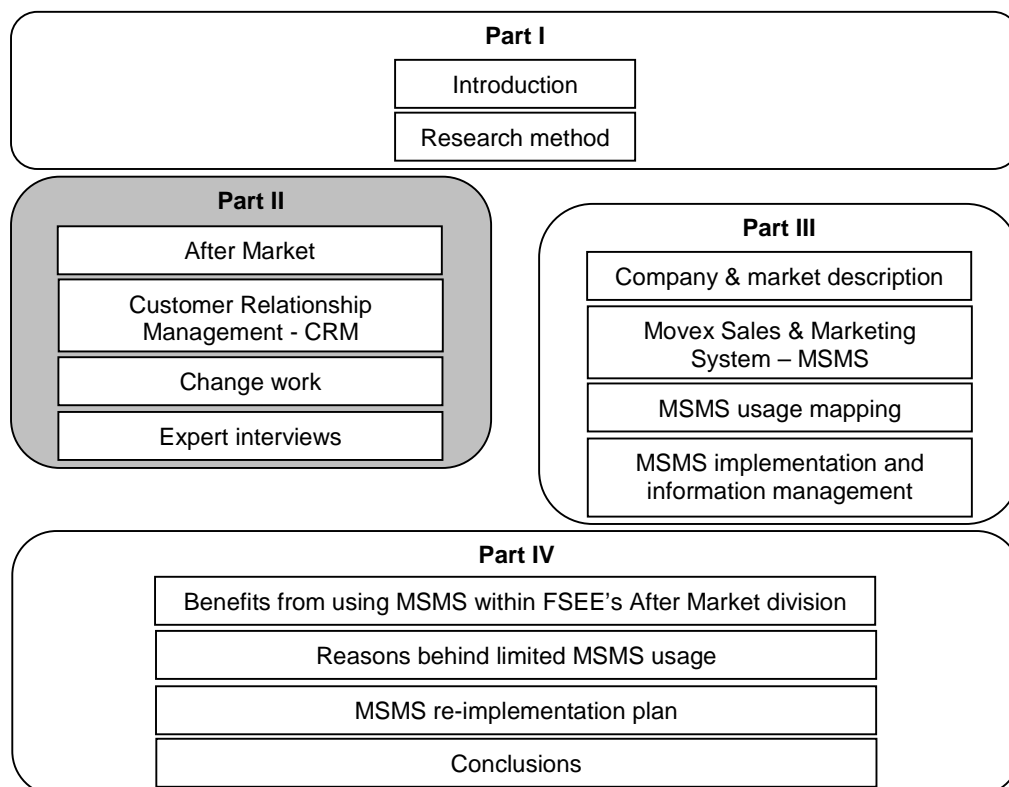 Part I
Introduction
Research method
Part II
After Market
Customer Relationship
Management - CRM
Change work
Expert interviews
Part III
Company & market description
Movex Sales & Marketing
System – MSMS
MSMS usage mapping
MSMS implementation and
information management
Part IV
Benefits from using MSMS within FSEE's After Market division
Reasons behind limited MSMS usage
MSMS re-implementation plan
Conclusions